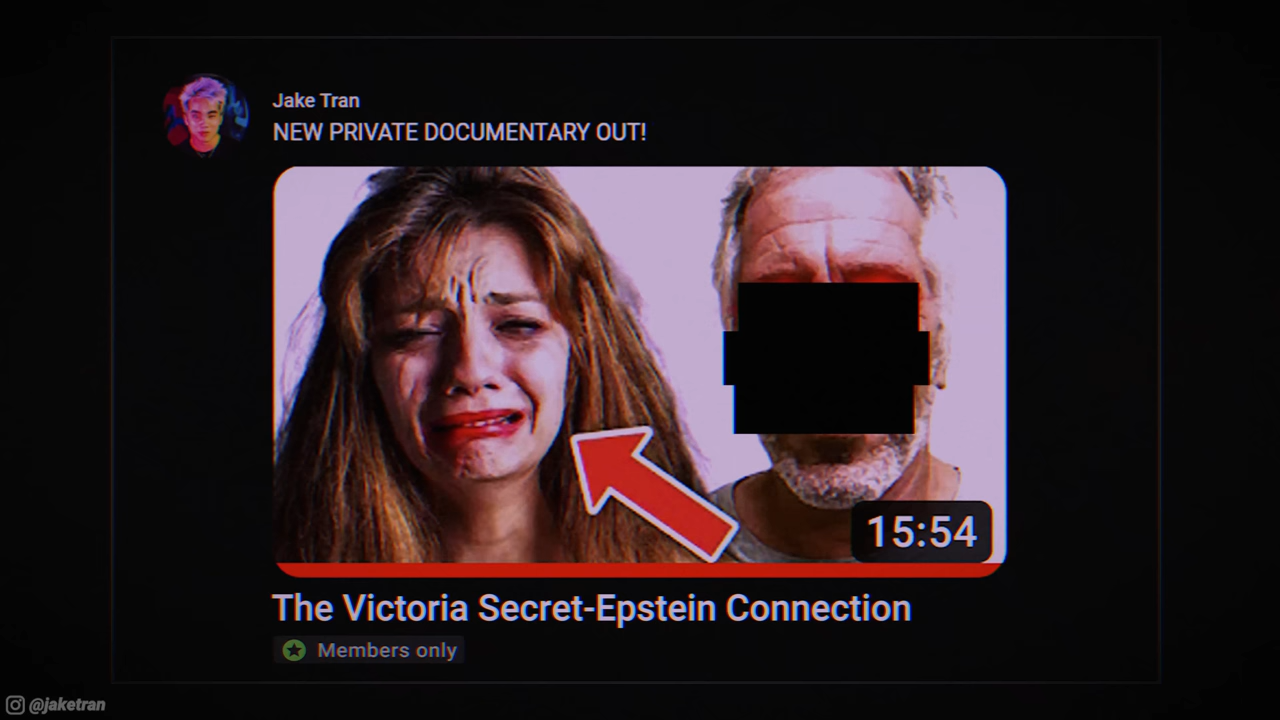 Jake Tran
NEW PRIVATE DOCUMENTARY OUT!
15:54
The Victoria Secret-Epstein Connection
Members only
@jaketran